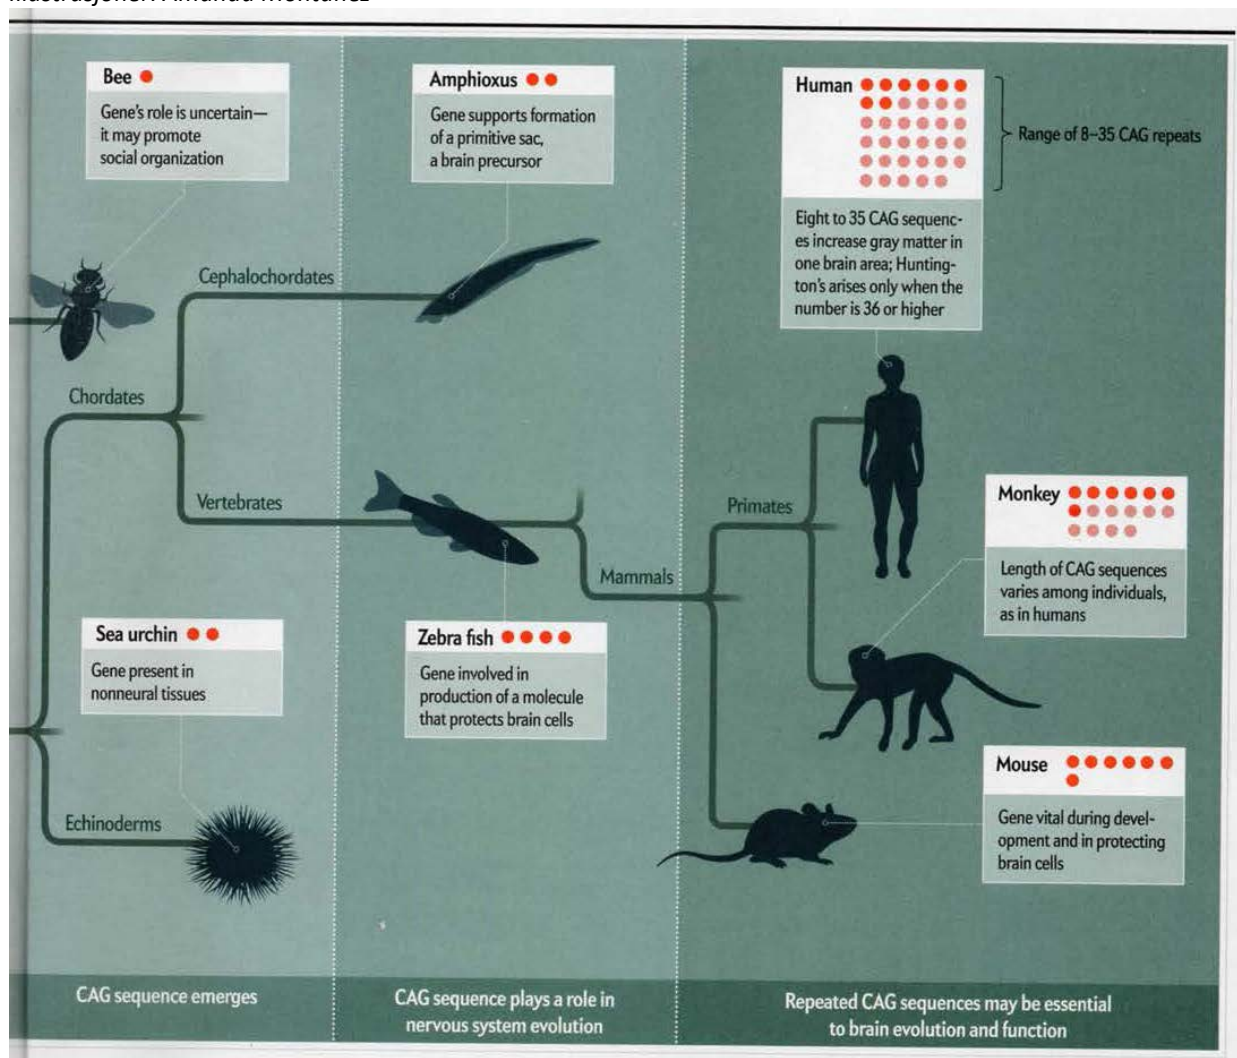 Illustrasjoner: Amanda Montanez
Bee
Gene's role is uncertain—
it may promote
social organization
Amphioxus
Gene supports formation
of a primitive sac,
a brain precursor
Human
Range of 8–35 CAG repeats
Eight to 35 CAG sequenc-
es increase gray matter in
one brain area; Hunting-
ton's arises only when the
number is 36 or higher
Cephalochordates
Chordates
Vertebrates
Primates
Monkey
Length of CAG sequences
varies among individuals,
as in humans
Mammals
Sea urchin
Gene present in
nonneural tissues
Zebra fish
Gene involved in
production of a molecule
that protects brain cells
Mouse
Gene vital during devel-
opment and in protecting
brain cells
Echinoderms
CAG sequence emerges
CAG sequence plays a role in
nervous system evolution
Repeated CAG sequences may be essential
to brain evolution and function